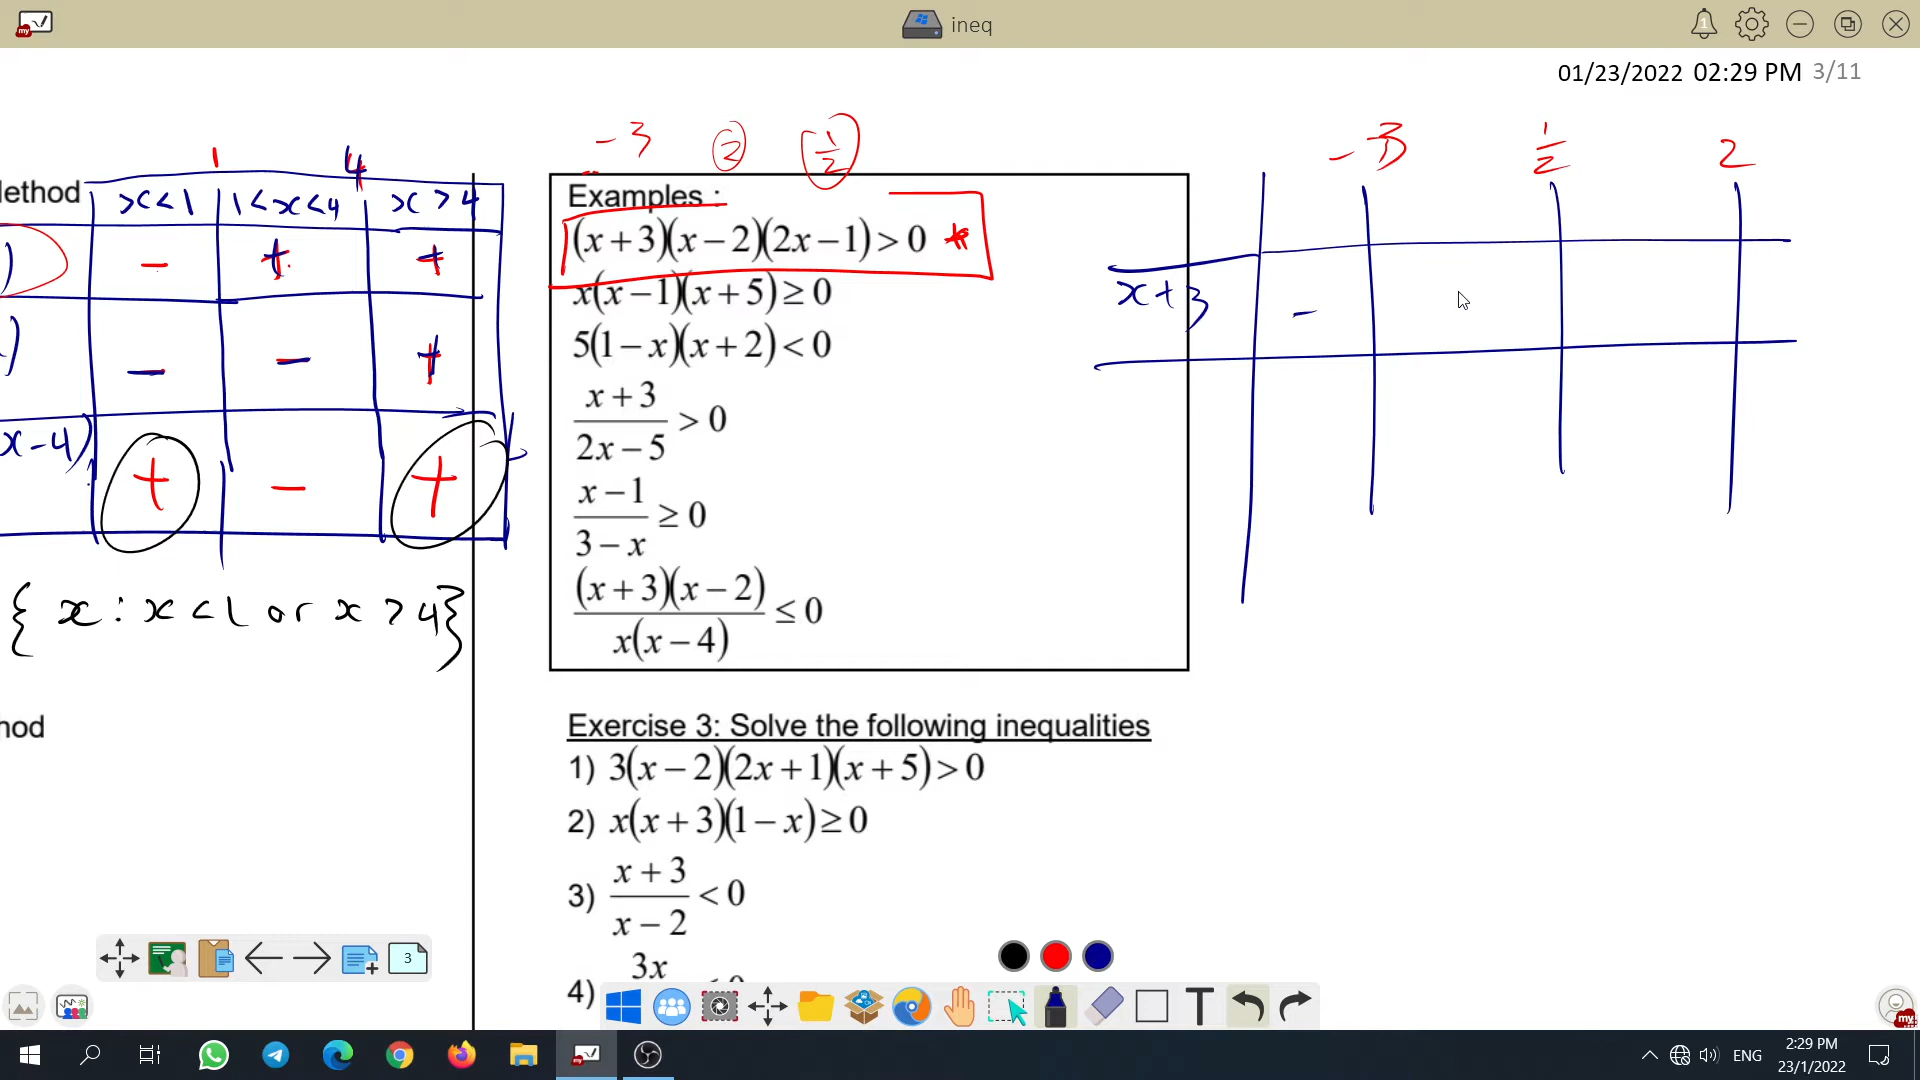 ineq
01/23/2022 02:29 PM 3/11
1 4
x<1 1<x<4 x>4
- + +
- - +
x-4)
+ - +
{ x : x < 1 or x > 4}
-3 2 1/2
Examples :
(x+3)(x−2)(2x−1)>0 *
x(x−1)(x+5)≥0
5(1−x)(x+2)<0
x+3
2x−5
>0
x−1
3−x
≥0
(x+3)(x−2)
x(x−4)
≤0
Exercise 3: Solve the following inequalities
1) 3(x−2)(2x+1)(x+5)>0
2) x(x+3)(1−x)≥0
3) x+3
x−2
<0
4) 3x
-3 1/2 2
x+3 -
3
1
my
my
ENG
2:29 PM
23/1/2022